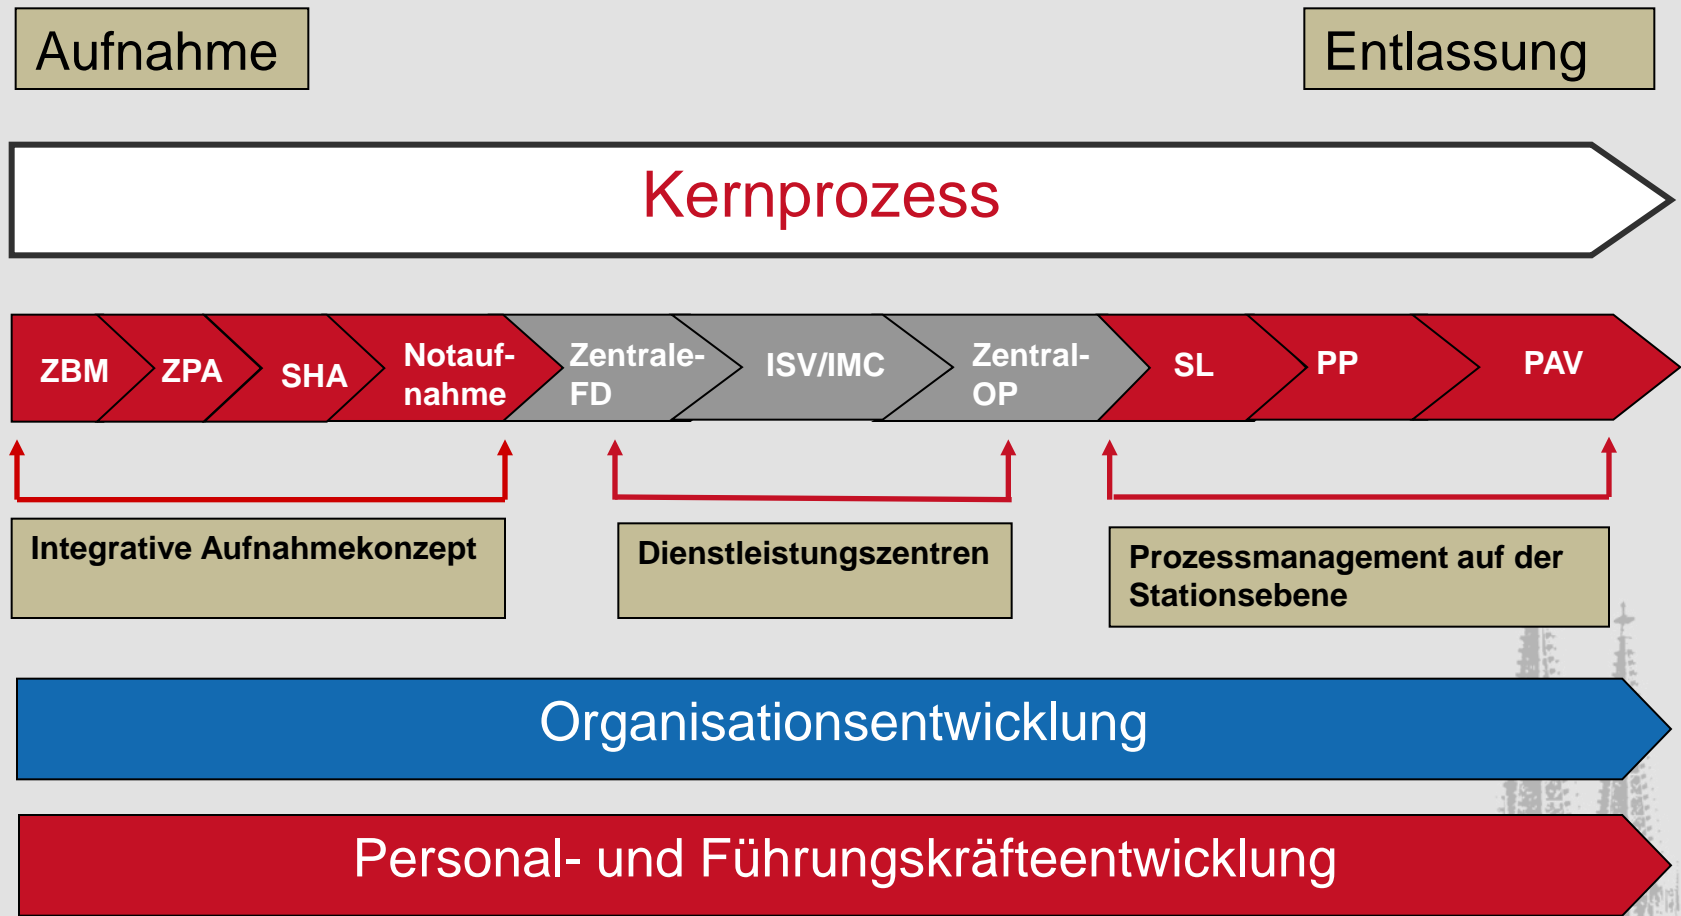 Aufnahme
Entlassung
Kernprozess
ZBM
ZPA
SHA
Notauf-
nahme
Zentrale-
FD
ISV/IMC
Zentral-
OP
SL
PP
PAV
Integrative Aufnahmekonzept
Dienstleistungszentren
Prozessmanagement auf der
Stationsebene
Organisationsentwicklung
Personal- und Führungskräfteentwicklung